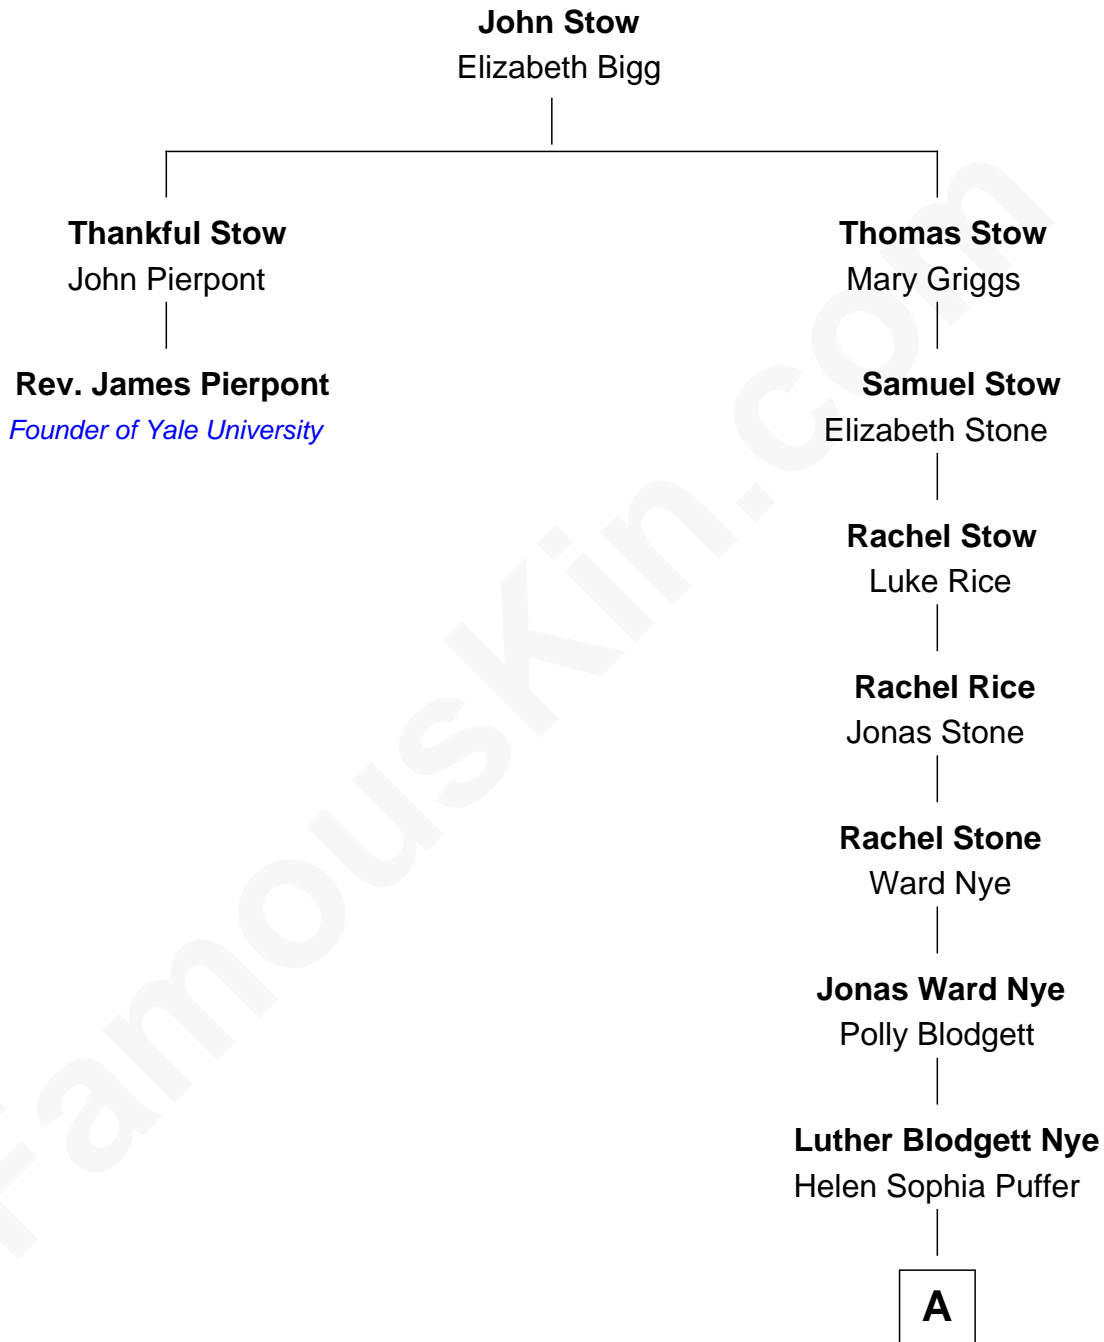 John Stow
Elizabeth Bigg
Thankful Stow
John Pierpont
Thomas Stow
Mary Griggs
Rev. James Pierpont
Founder of Yale University
Samuel Stow
Elizabeth Stone
Rachel Stow
Luke Rice
Rachel Rice
Jonas Stone
Rachel Stone
Ward Nye
Jonas Ward Nye
Polly Blodgett
Luther Blodgett Nye
Helen Sophia Puffer
A
FamousKin.com